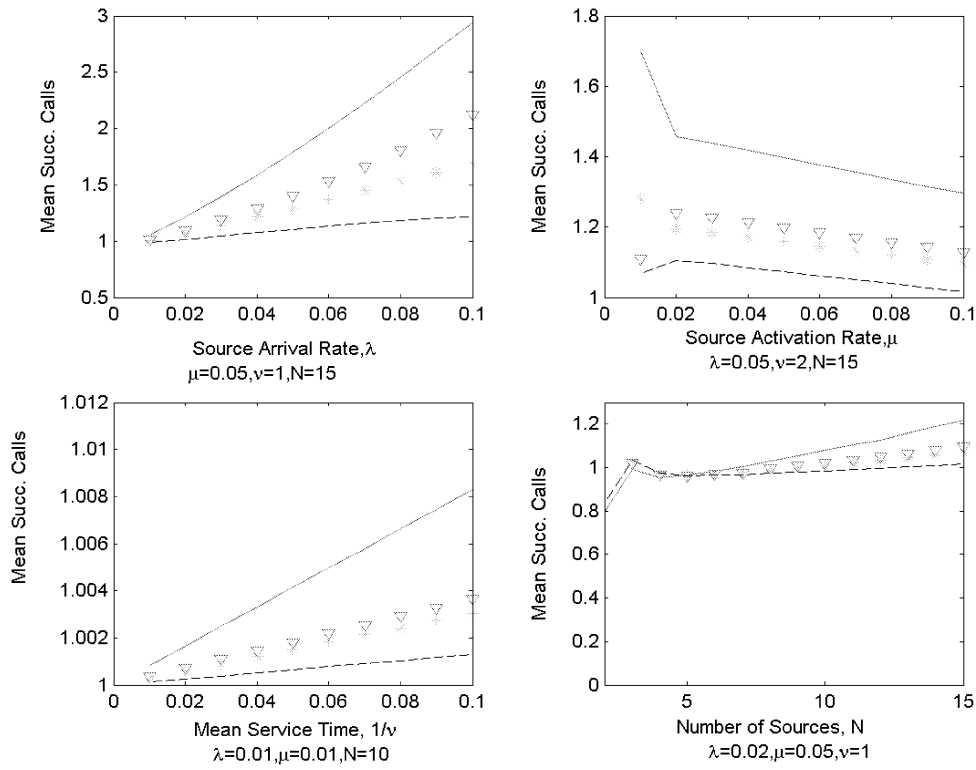 3
2.5
2
1.5
1
0.5
Mean Succ. Calls
0 0.02 0.04 0.06 0.08 0.1
Source Arrival Rate,λ
μ=0.05,ν=1,N=15
1.8
1.6
1.4
1.2
1
Mean Succ. Calls
0 0.02 0.04 0.06 0.08 0.1
Source Activation Rate,μ
λ=0.05,ν=2,N=15
1.012
1.01
1.008
1.006
1.004
1.002
1
Mean Succ. Calls
0 0.02 0.04 0.06 0.08 0.1
Mean Service Time, 1/ν
λ=0.01,μ=0.01,N=10
1.2
1
0.8
0.6
0.4
0.2
0
Mean Succ. Calls
5 10 15
Number of Sources, N
λ=0.02,μ=0.05,ν=1